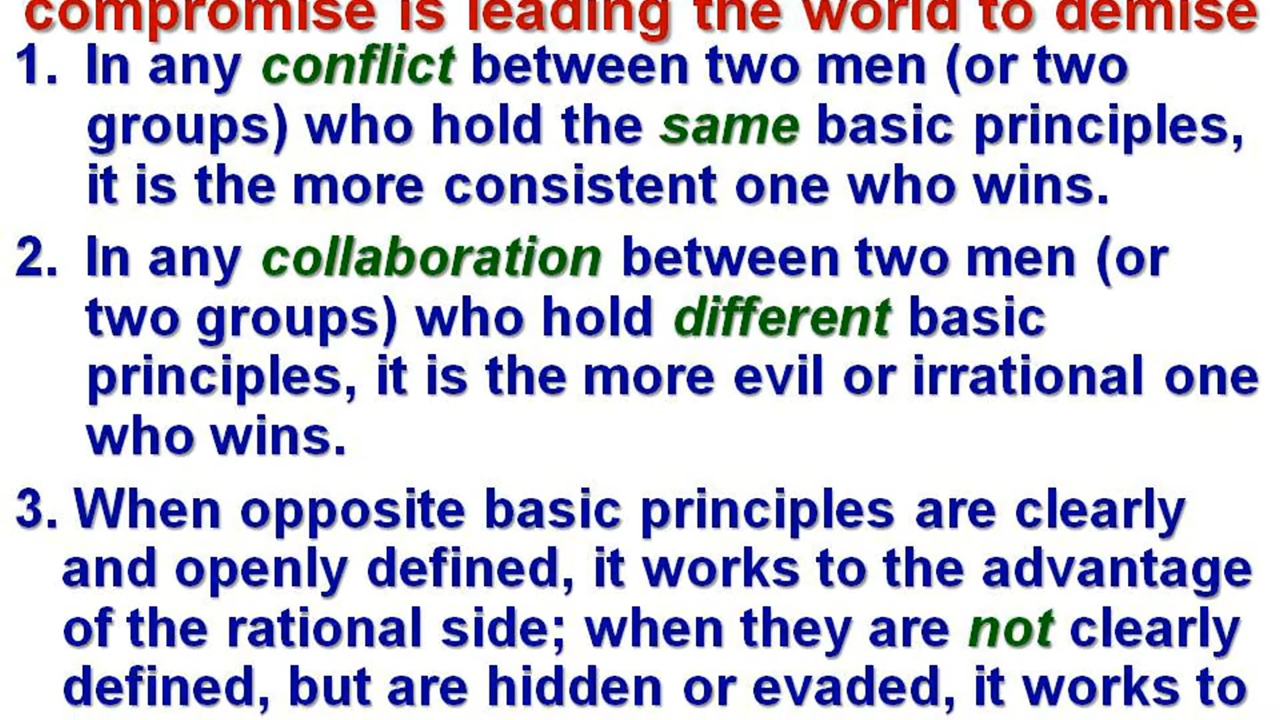 compromise is leading the world to demise
1. In any conflict between two men (or two
groups) who hold the same basic principles,
it is the more consistent one who wins.
2. In any collaboration between two men (or
two groups) who hold different basic
principles, it is the more evil or irrational one
who wins.
3. When opposite basic principles are clearly
and openly defined, it works to the advantage
of the rational side; when they are not clearly
defined, but are hidden or evaded, it works to